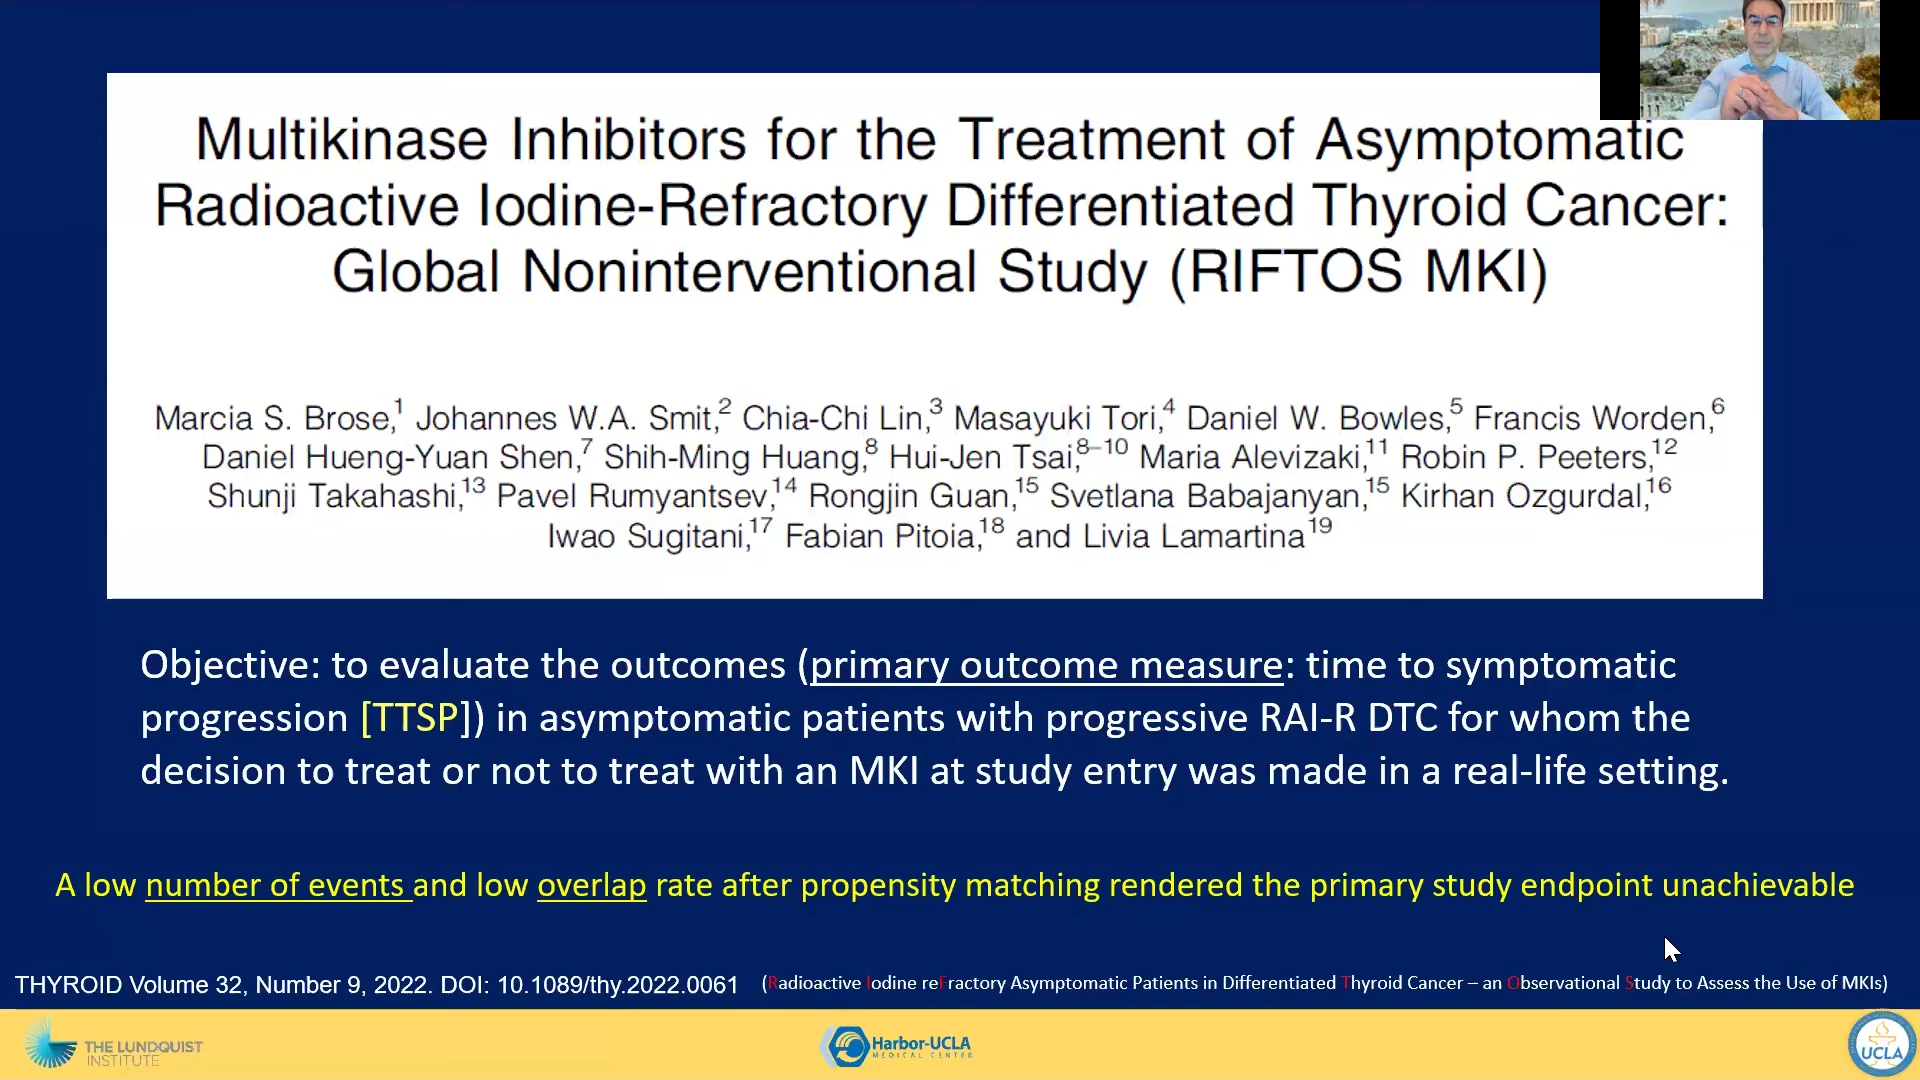 Multikinase Inhibitors for the Treatment of Asymptomatic
Radioactive Iodine-Refractory Differentiated Thyroid Cancer:
Global Noninterventional Study (RIFTOS MKI)
Marcia S. Brose,1 Johannes W.A. Smit,2 Chia-Chi Lin,3 Masayuki Tori,4 Daniel W. Bowles,5 Francis Worden,6
Daniel Hueng-Yuan Shen,7 Shih-Ming Huang,8 Hui-Jen Tsai,8–10 Maria Alevizaki,11 Robin P. Peeters,12
Shunji Takahashi,13 Pavel Rumyantsev,14 Rongjin Guan,15 Svetlana Babajanyan,15 Kirhan Ozgurdal,16
Iwao Sugitani,17 Fabian Pitoia,18 and Livia Lamartina19
Objective: to evaluate the outcomes (primary outcome measure: time to symptomatic
progression [TTSP]) in asymptomatic patients with progressive RAI-R DTC for whom the
decision to treat or not to treat with an MKI at study entry was made in a real-life setting.
A low number of events and low overlap rate after propensity matching rendered the primary study endpoint unachievable
THYROID Volume 32, Number 9, 2022. DOI: 10.1089/thy.2022.0061
(Radioactive Iodine reFractory Asymptomatic Patients in Differentiated Thyroid Cancer – an Observational Study to Assess the Use of MKIs)
THE LUNDQUIST
INSTITUTE
Harbor-UCLA
MEDICAL CENTER
UCLA